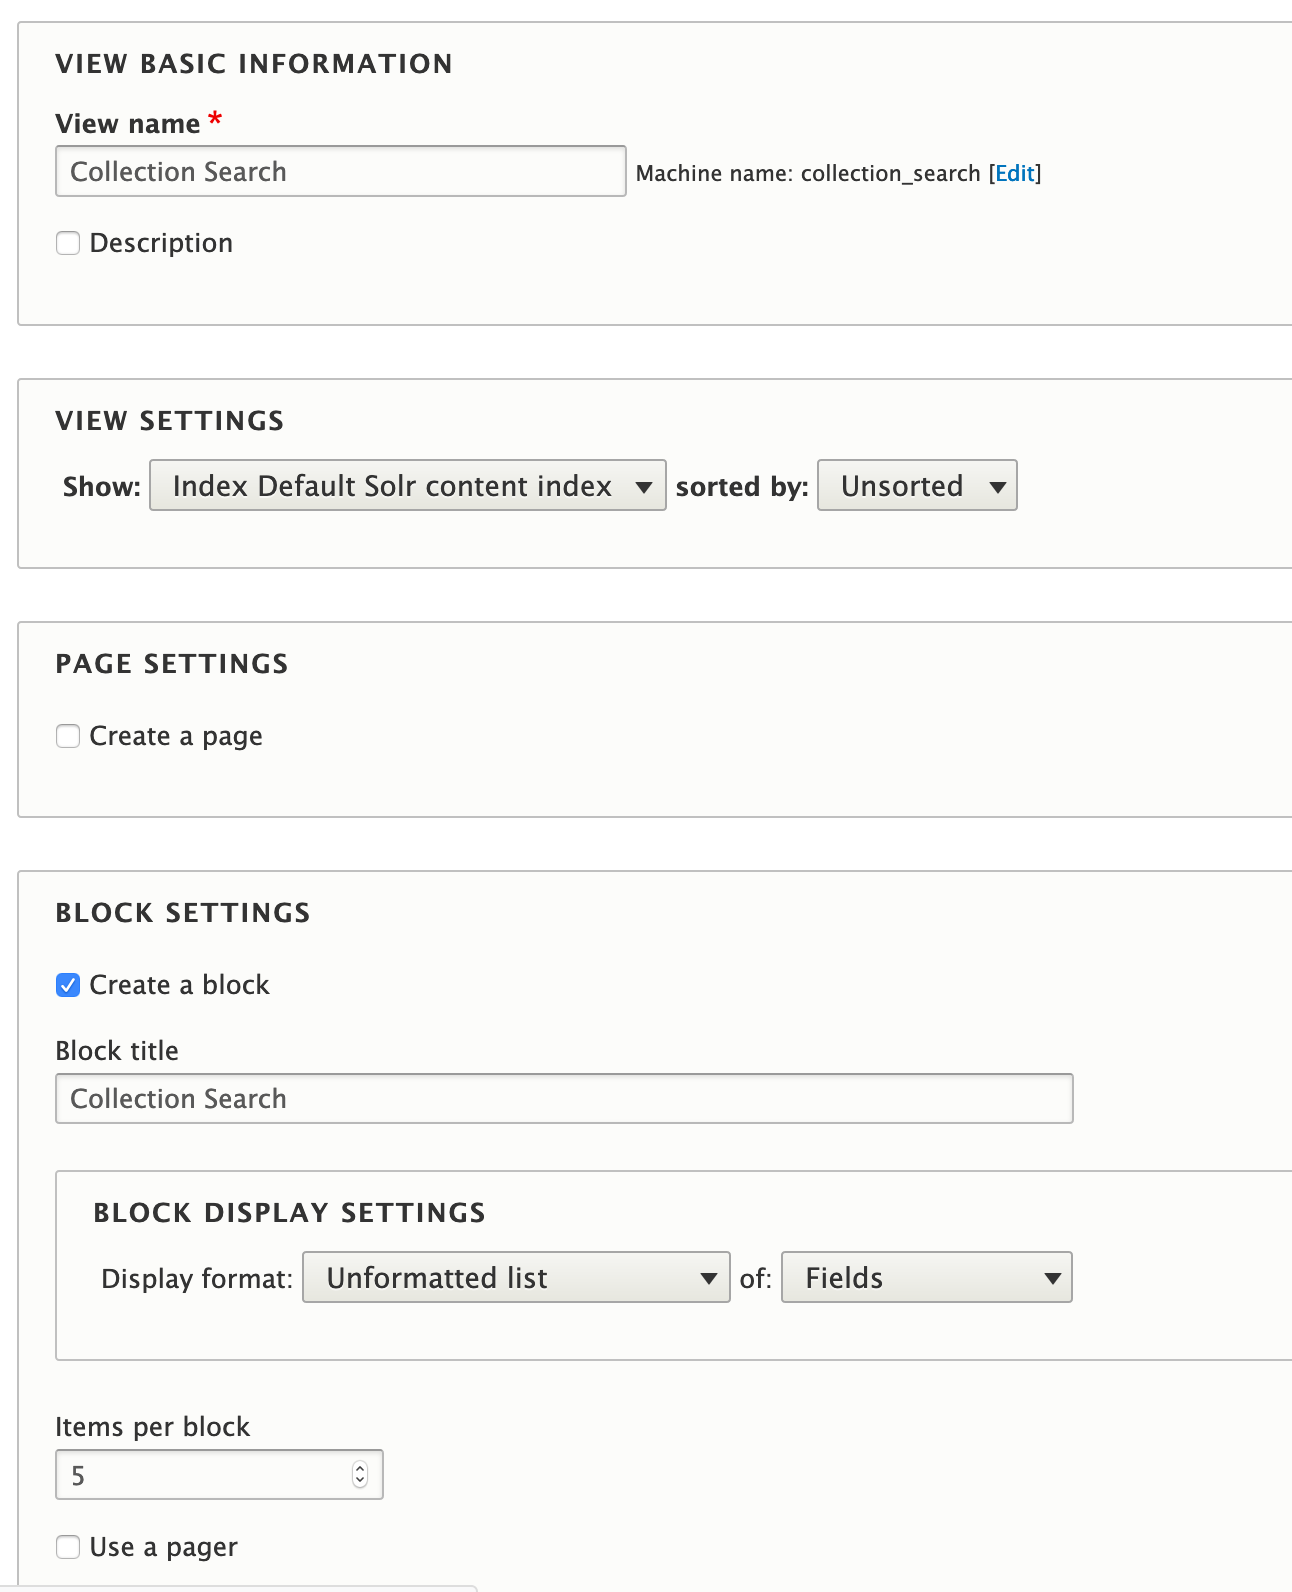 VIEW BASIC INFORMATION
View name *
Collection Search Machine name: collection_search [Edit]
Description
VIEW SETTINGS
Show: Index Default Solr content index sorted by: Unsorted
PAGE SETTINGS
Create a page
BLOCK SETTINGS
Create a block
Block title
Collection Search
BLOCK DISPLAY SETTINGS
Display format: Unformatted list of: Fields
Items per block
5
Use a pager